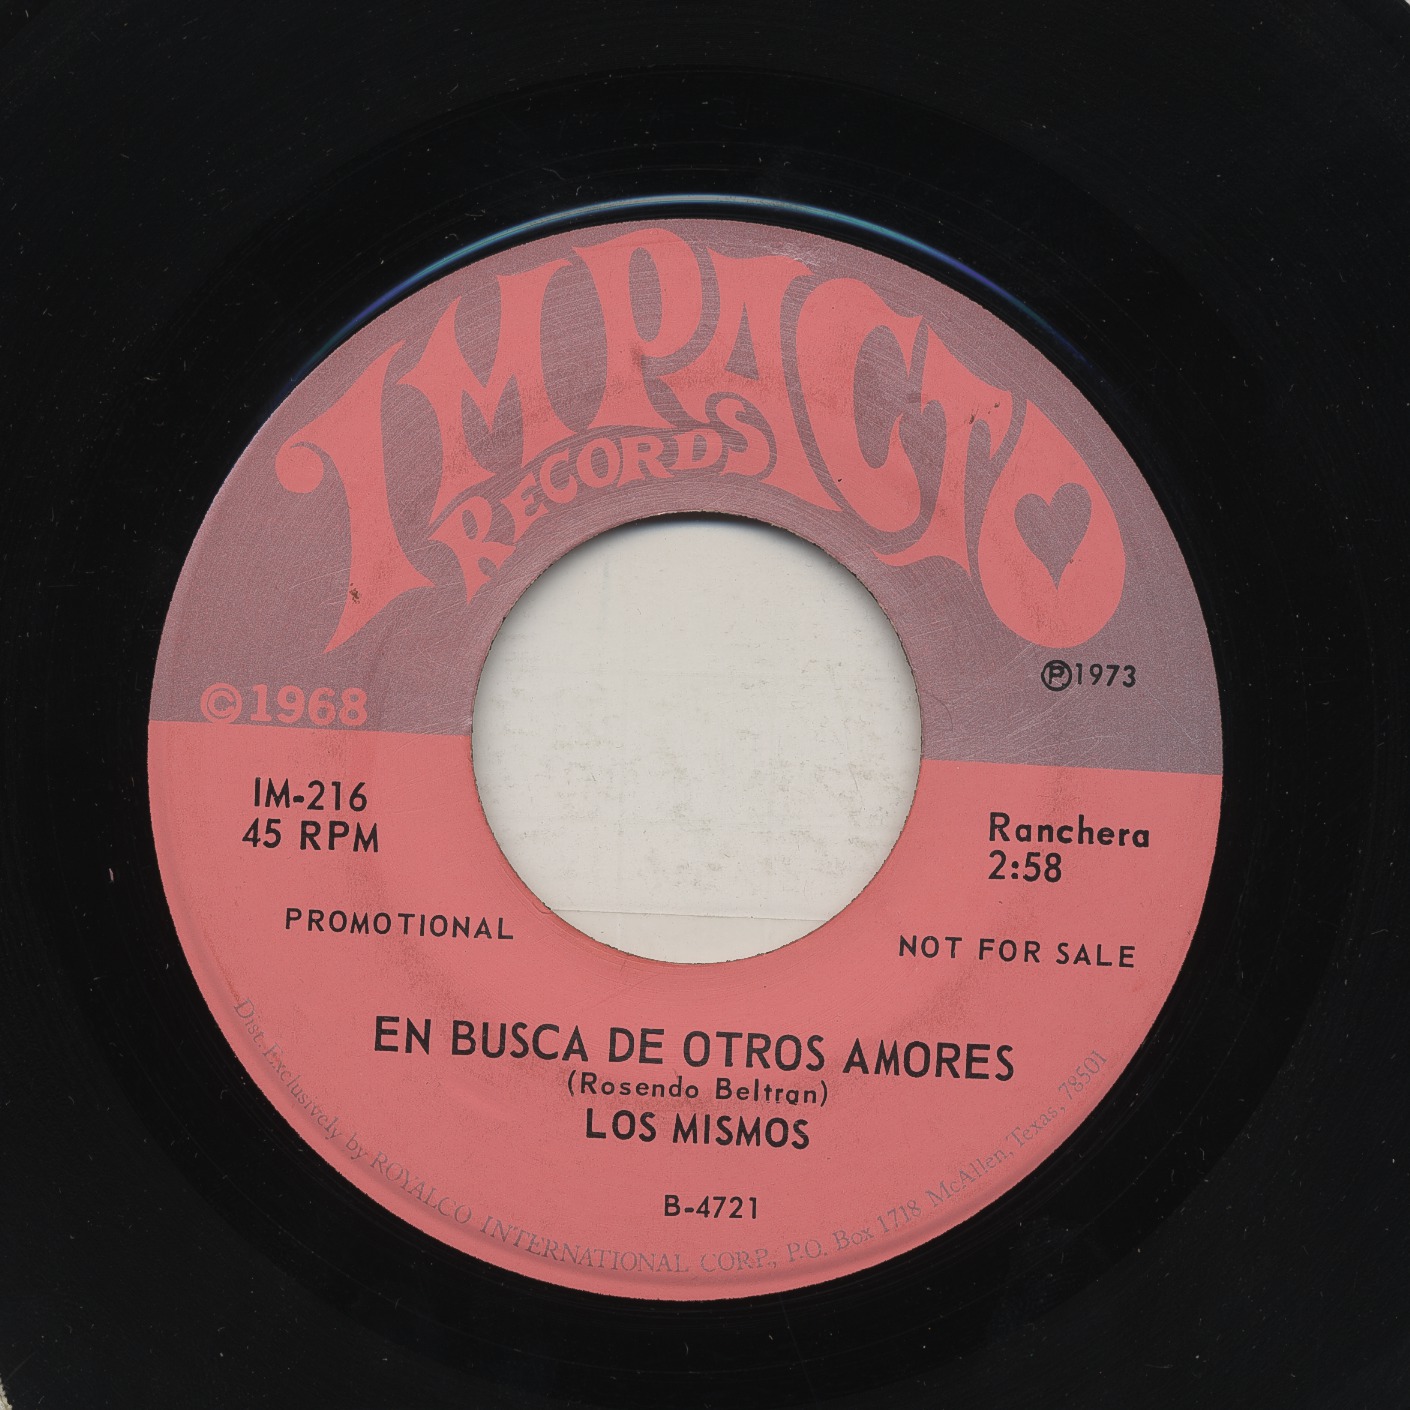 IMPACTO
RECORDS
©1968
℗1973
IM-216
45 RPM
Ranchera
2:58
PROMOTIONAL
NOT FOR SALE
EN BUSCA DE OTROS AMORES
(Rosendo Beltran)
LOS MISMOS
B-4721
Dist. Exclusively by ROYALCO INTERNATIONAL CORP., P.O. Box 1718 McAllen, Texas, 78501